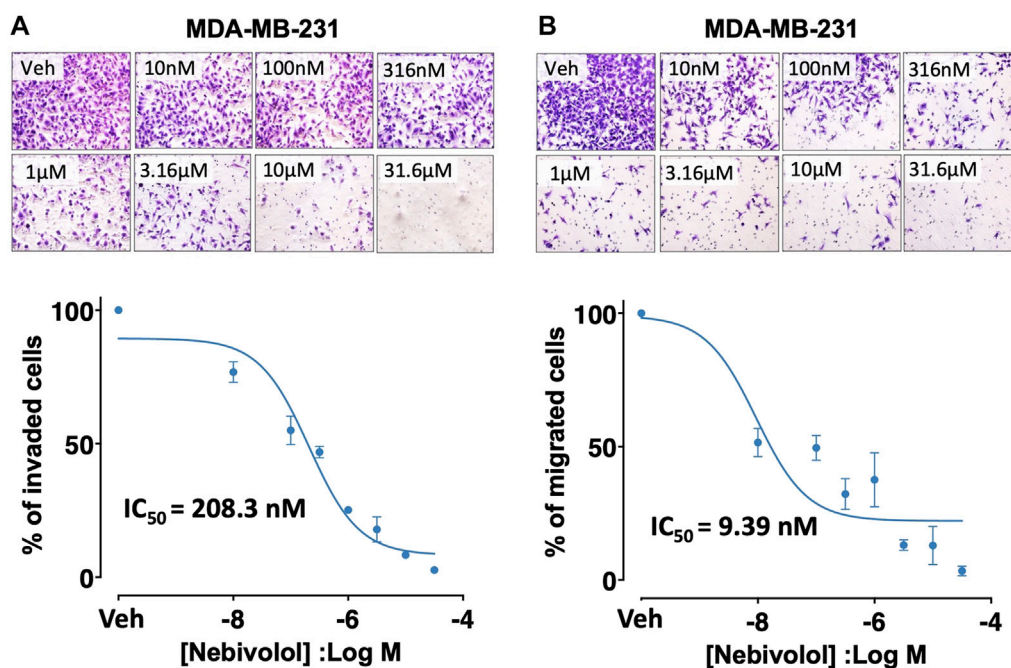 A
MDA-MB-231
Veh
10nM
100nM
316nM
1µM
3.16µM
10µM
31.6µM
% of invaded cells
100
50
0
IC50 = 208.3 nM
Veh
-8
-6
-4
[Nebivolol] :Log M
B
MDA-MB-231
Veh
10nM
100nM
316nM
1µM
3.16µM
10µM
31.6µM
% of migrated cells
100
50
0
IC50 = 9.39 nM
Veh
-8
-6
-4
[Nebivolol] :Log M